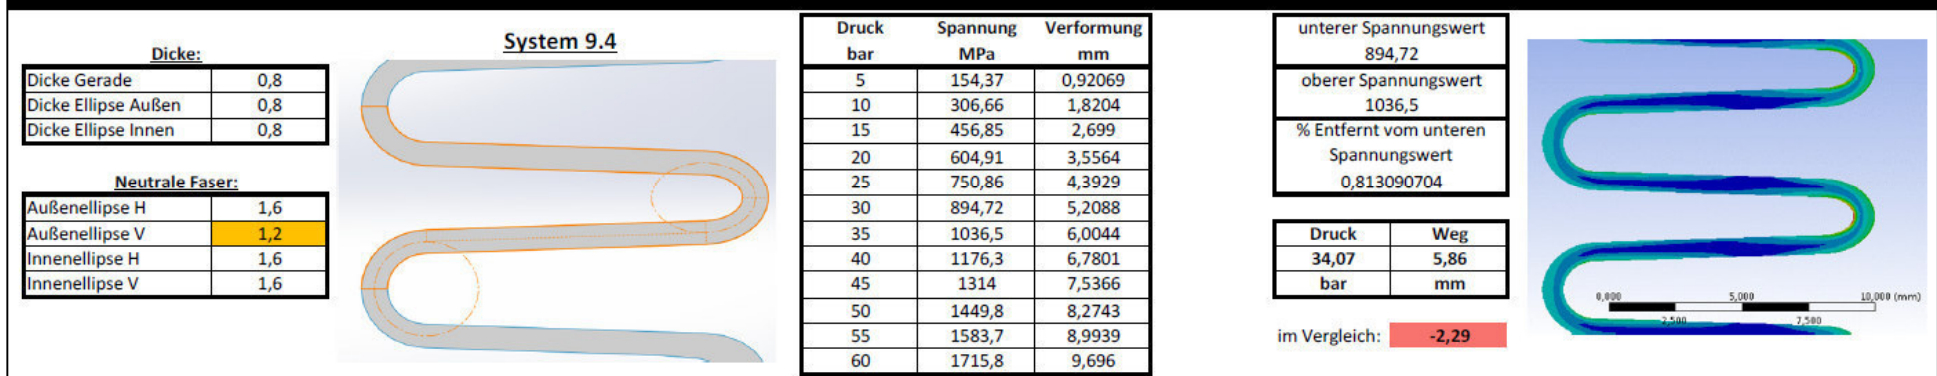 System 9.4
Dicke:
Dicke Gerade 0,8
Dicke Ellipse Außen 0,8
Dicke Ellipse Innen 0,8
Neutrale Faser:
Außenellipse H 1,6
Außenellipse V 1,2
Innenellipse H 1,6
Innenellipse V 1,6
Druck Spannung Verformung
bar MPa mm
5 154,37 0,92069
10 306,66 1,8204
15 456,85 2,699
20 604,91 3,5564
25 750,86 4,3929
30 894,72 5,2088
35 1036,5 6,0044
40 1176,3 6,7801
45 1314 7,5366
50 1449,8 8,2743
55 1583,7 8,9939
60 1715,8 9,696
unterer Spannungswert
894,72
oberer Spannungswert
1036,5
% Entfernt vom unteren
Spannungswert
0,813090704
Druck Weg
34,07 5,86
bar mm
im Vergleich: -2,29
0,000 5,000 10,000 (mm)
2,500 7,500